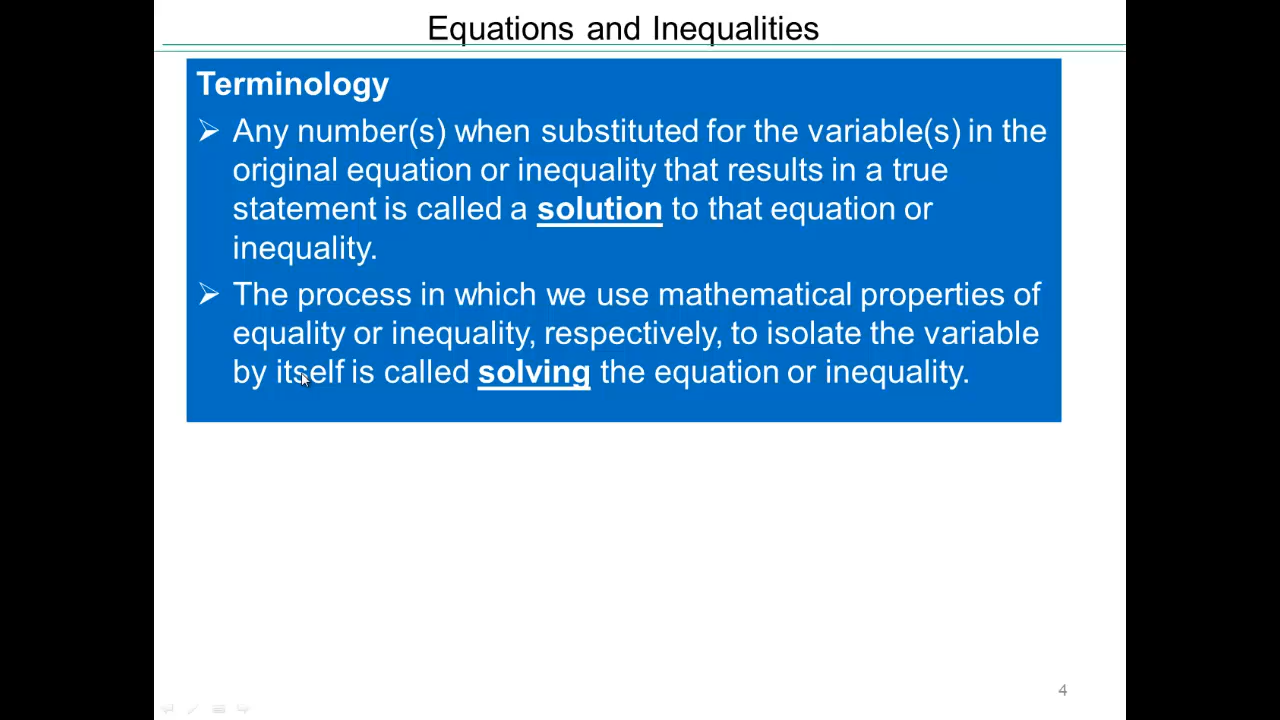 Equations and Inequalities
Terminology
➢ Any number(s) when substituted for the variable(s) in the
original equation or inequality that results in a true
statement is called a solution to that equation or
inequality.
➢ The process in which we use mathematical properties of
equality or inequality, respectively, to isolate the variable
by itself is called solving the equation or inequality.
4